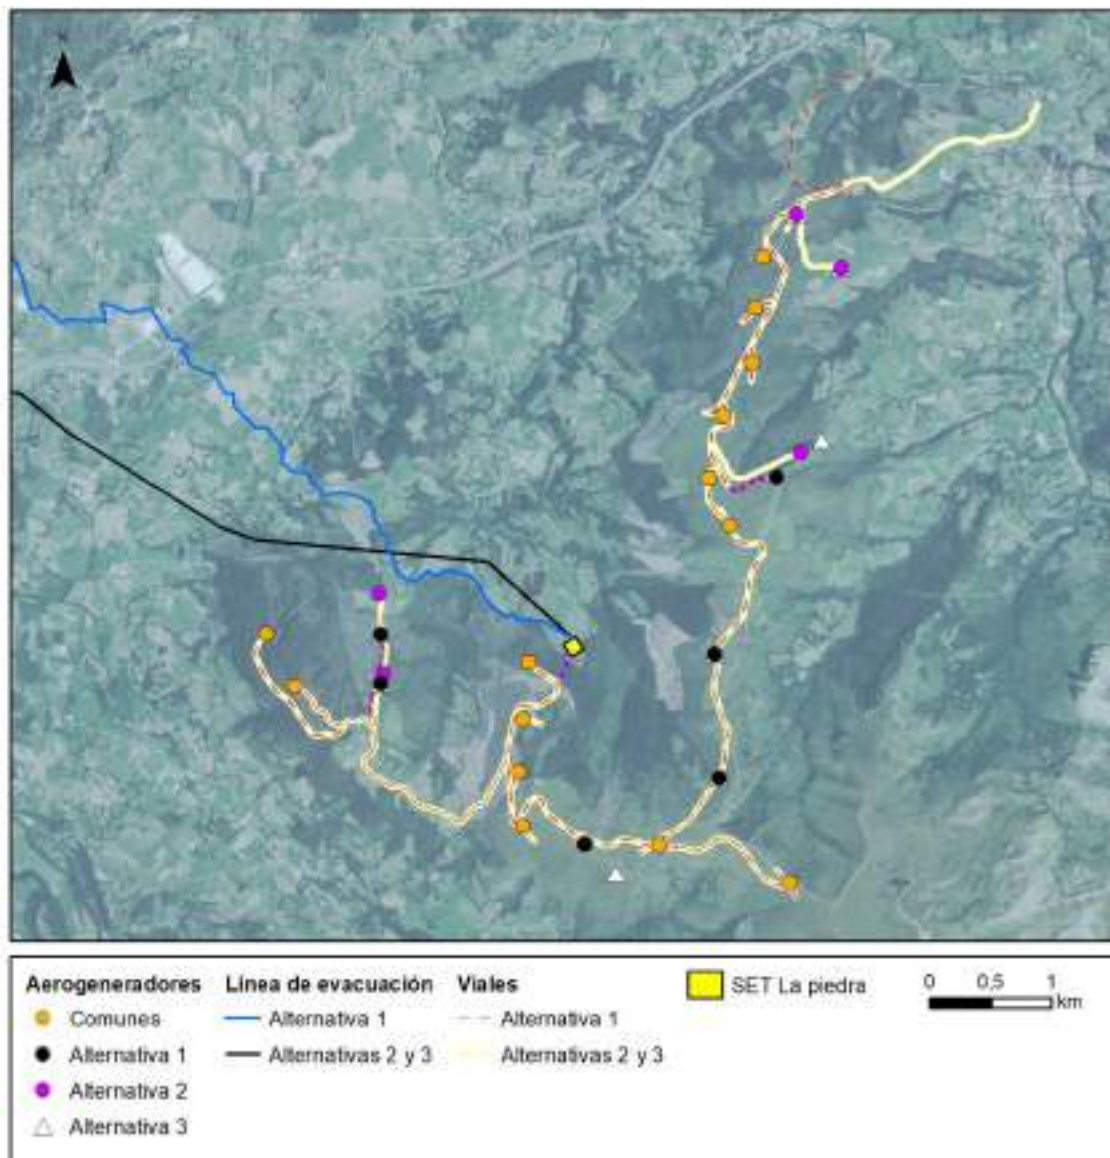 Aerogeneradores
Comunes
Alternativa 1
Alternativa 2
Alternativa 3
Línea de evacuación
Alternativa 1
Alternativas 2 y 3
Viales
Alternativa 1
Alternativas 2 y 3
SET La piedra
0 0,5 1
km